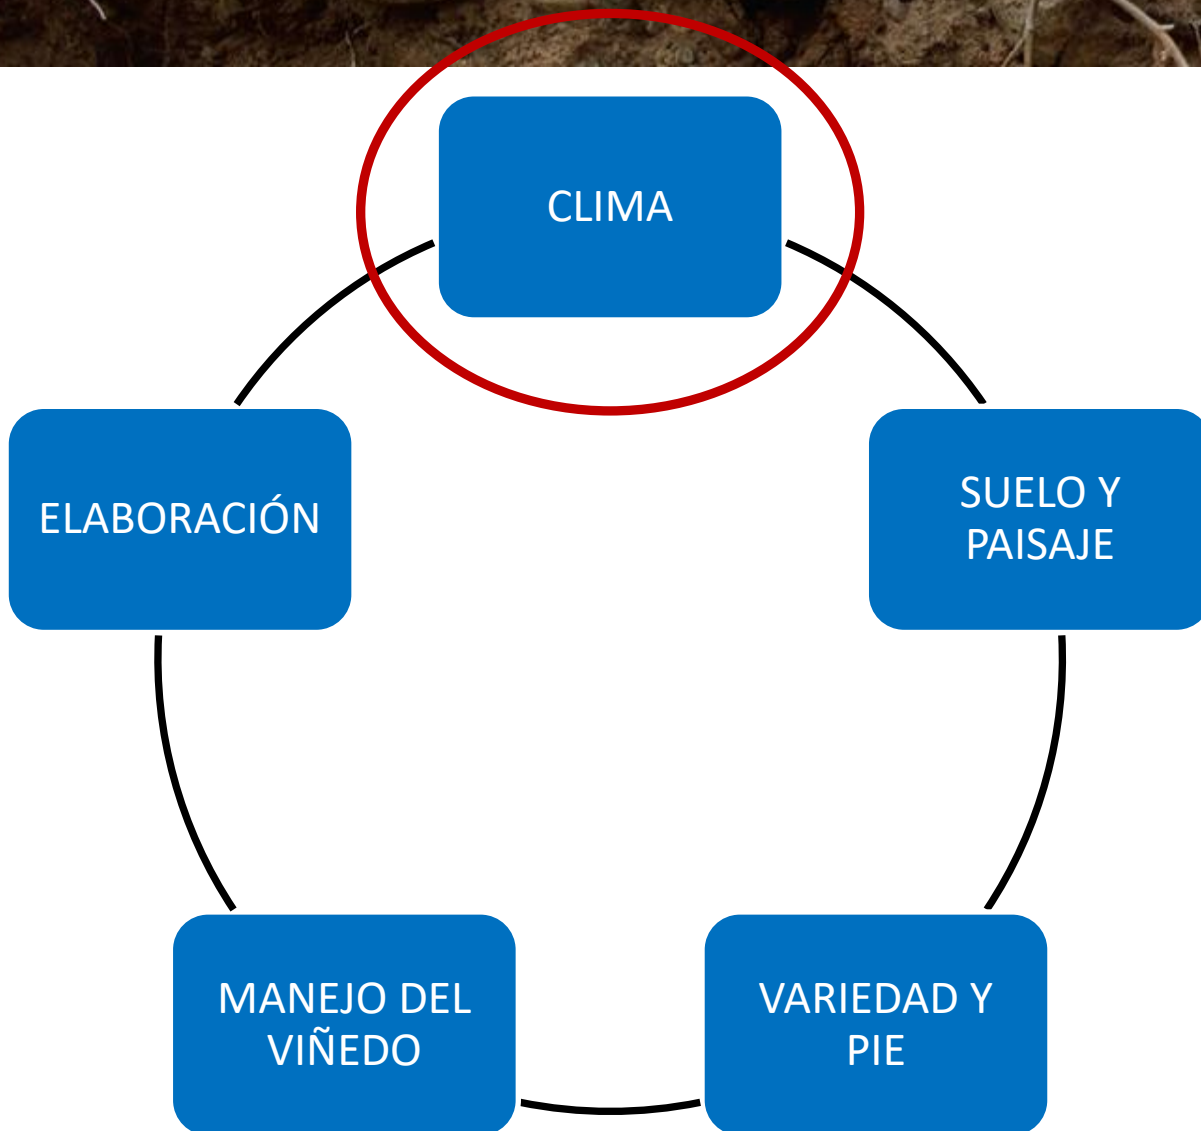 CLIMA
SUELO Y
PAISAJE
VARIEDAD Y
PIE
MANEJO DEL
VIÑEDO
ELABORACIÓN